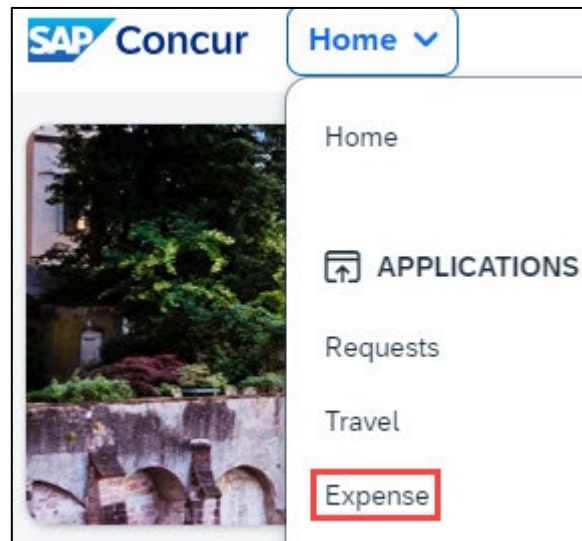 SAP Concur Home
Home
APPLICATIONS
Requests
Travel
Expense